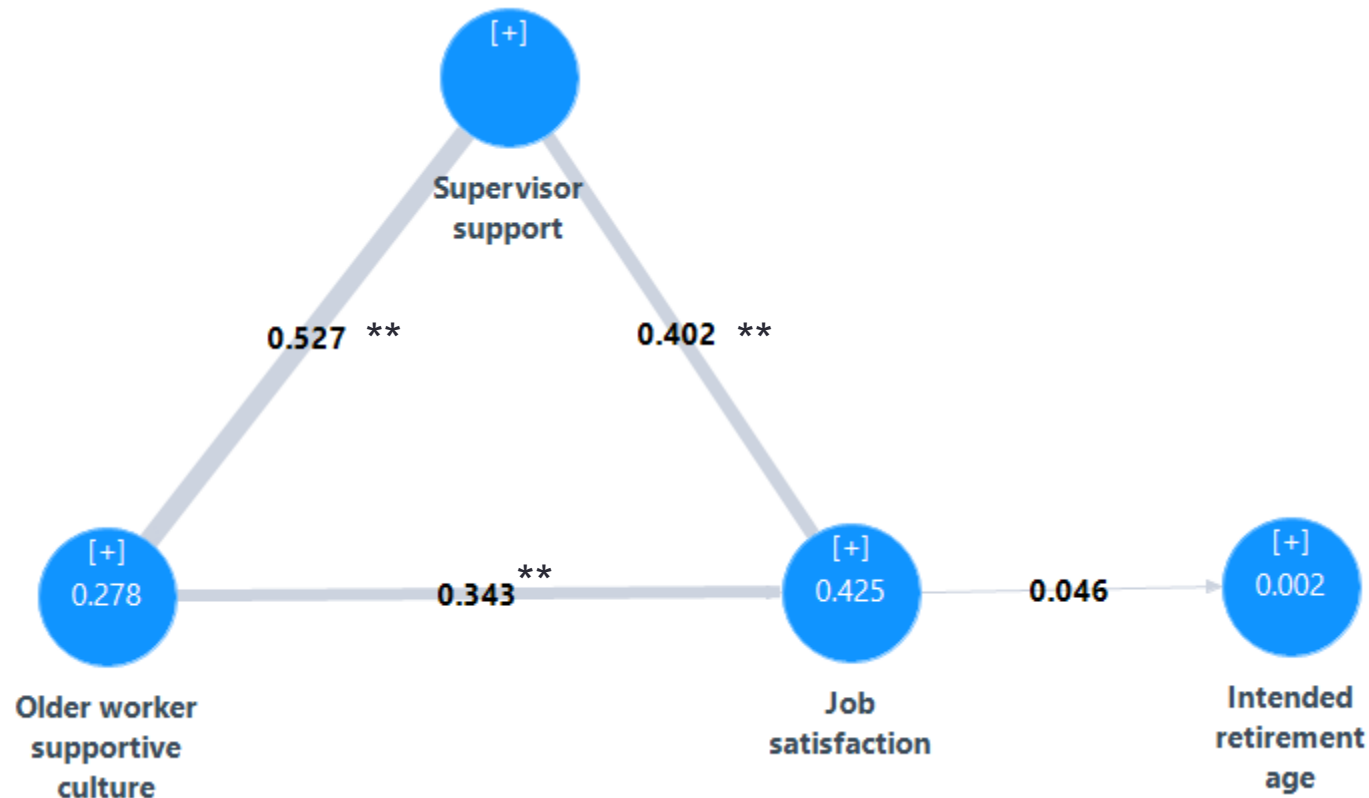 [+]
Supervisor
support
0.527 **
0.402 **
[+]
0.278
Older worker
supportive
culture
**
0.343
[+]
0.425
Job
satisfaction
0.046
[+]
0.002
Intended
retirement
age